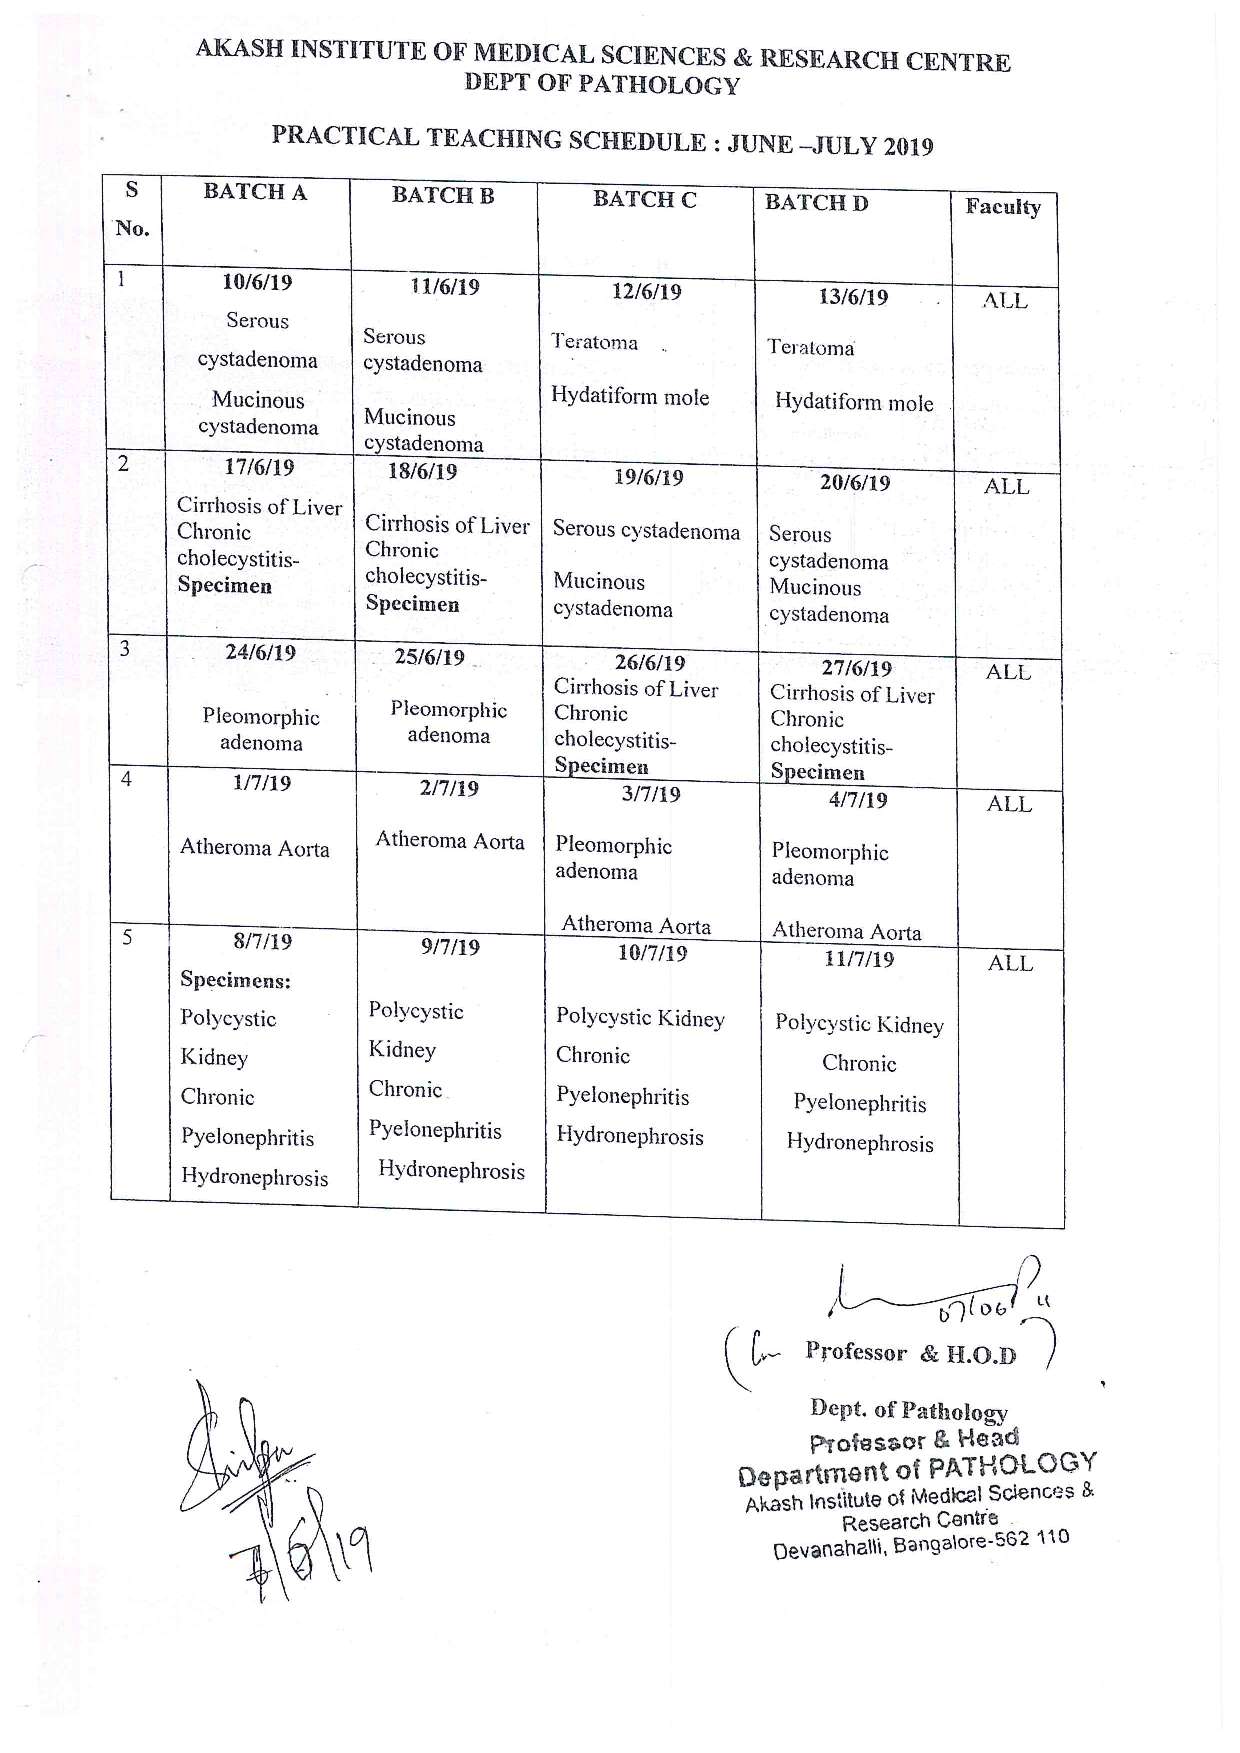 AKASH INSTITUTE OF MEDICAL SCIENCES & RESEARCH CENTRE
DEPT OF PATHOLOGY
PRACTICAL TEACHING SCHEDULE : JUNE –JULY 2019
S No.
BATCH A
BATCH B
BATCH C
BATCH D
Faculty
1
10/6/19
Serous
cystadenoma
Mucinous
cystadenoma
11/6/19
Serous
cystadenoma
Mucinous
cystadenoma
12/6/19
Teratoma
Hydatiform mole
13/6/19
Teratoma
Hydatiform mole
ALL
2
17/6/19
Cirrhosis of Liver
Chronic
cholecystitis-
Specimen
18/6/19
Cirrhosis of Liver
Chronic
cholecystitis-
Specimen
19/6/19
Serous cystadenoma
Mucinous
cystadenoma
20/6/19
Serous
cystadenoma
Mucinous
cystadenoma
ALL
3
24/6/19
Pleomorphic
adenoma
25/6/19
Pleomorphic
adenoma
26/6/19
Cirrhosis of Liver
Chronic
cholecystitis-
Specimen
27/6/19
Cirrhosis of Liver
Chronic
cholecystitis-
Specimen
ALL
4
1/7/19
Atheroma Aorta
2/7/19
Atheroma Aorta
3/7/19
Pleomorphic
adenoma
Atheroma Aorta
4/7/19
Pleomorphic
adenoma
Atheroma Aorta
ALL
5
8/7/19
Specimens:
Polycystic
Kidney
Chronic
Pyelonephritis
Hydronephrosis
9/7/19
Polycystic
Kidney
Chronic
Pyelonephritis
Hydronephrosis
10/7/19
Polycystic Kidney
Chronic
Pyelonephritis
Hydronephrosis
11/7/19
Polycystic Kidney
Chronic
Pyelonephritis
Hydronephrosis
ALL
07/06
Professor & H.O.D
Dept. of Pathology
Professor & Head
Department of PATHOLOGY
Akash Institute of Medical Sciences &
Research Centre
Devanahalli, Bangalore-562 110
7/6/19